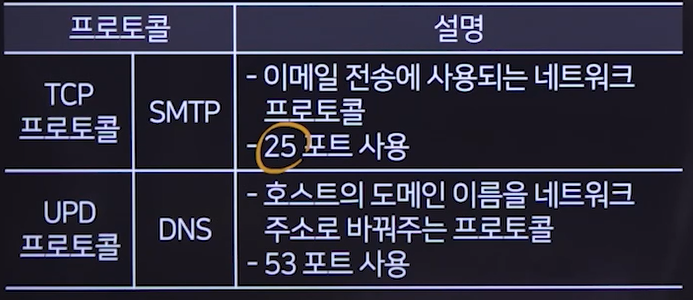 프로토콜 설명
TCP
프로토콜
SMTP
- 이메일 전송에 사용되는 네트워크
프로토콜
- 25 포트 사용
UPD
프로토콜
DNS
- 호스트의 도메인 이름을 네트워크
주소로 바꿔주는 프로토콜
- 53 포트 사용